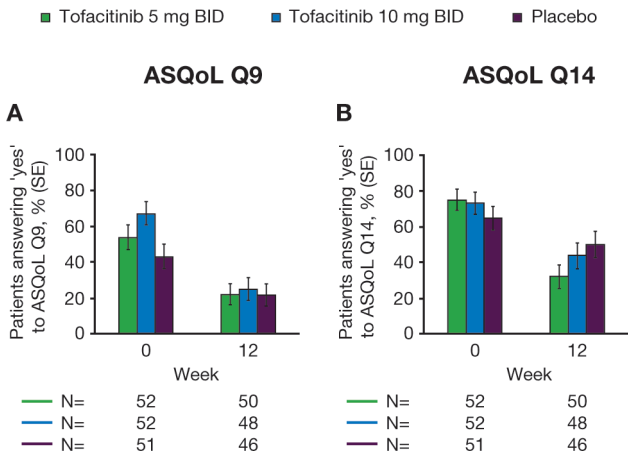 Tofacitinib 5 mg BID Tofacitinib 10 mg BID Placebo
ASQoL Q9
A
Patients answering 'yes'
to ASQoL Q9, % (SE)
100
80
60
40
20
0
0 12
Week
N= 52 50
N= 52 48
N= 51 46
ASQoL Q14
B
Patients answering 'yes'
to ASQoL Q14, % (SE)
100
80
60
40
20
0
0 12
Week
N= 52 50
N= 52 48
N= 51 46